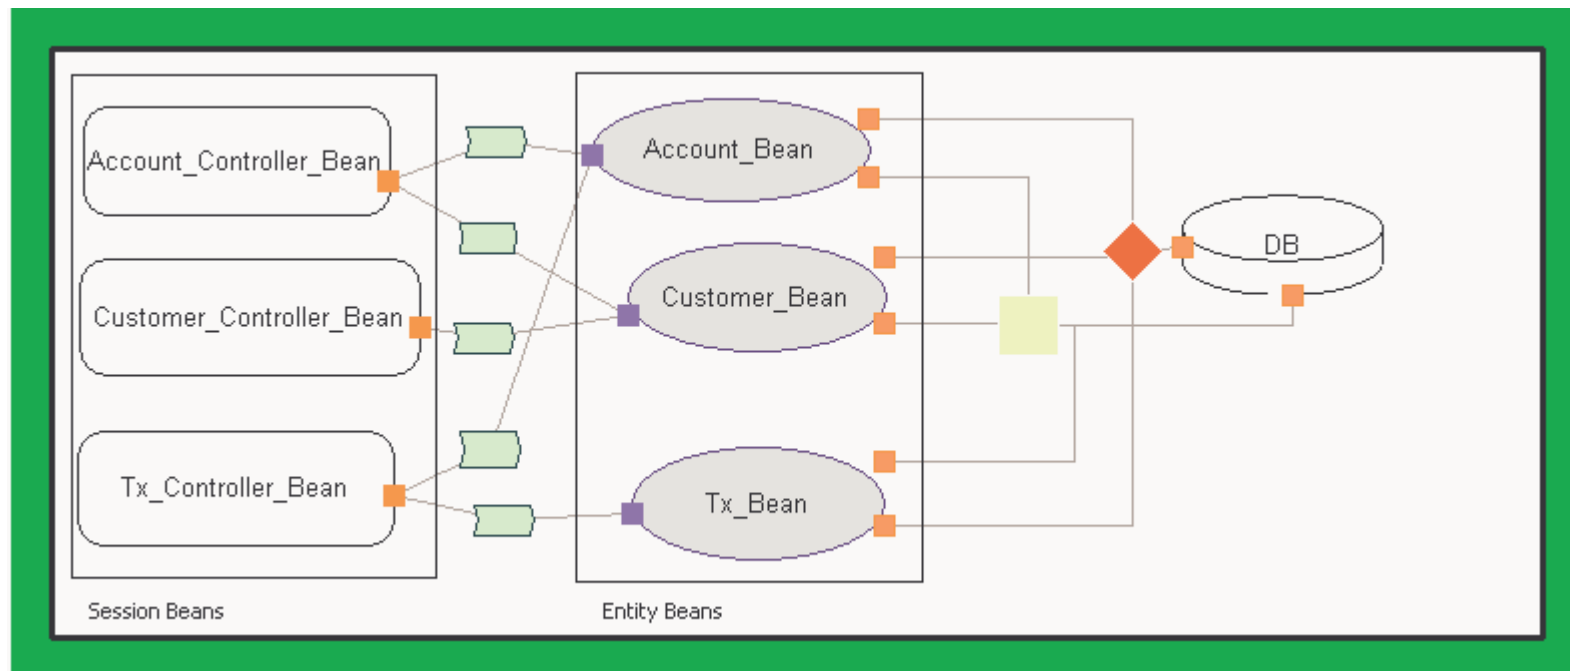 Account_Controller_Bean
Account_Bean
DB
Customer_Controller_Bean
Customer_Bean
Tx_Controller_Bean
Tx_Bean
Session Beans
Entity Beans